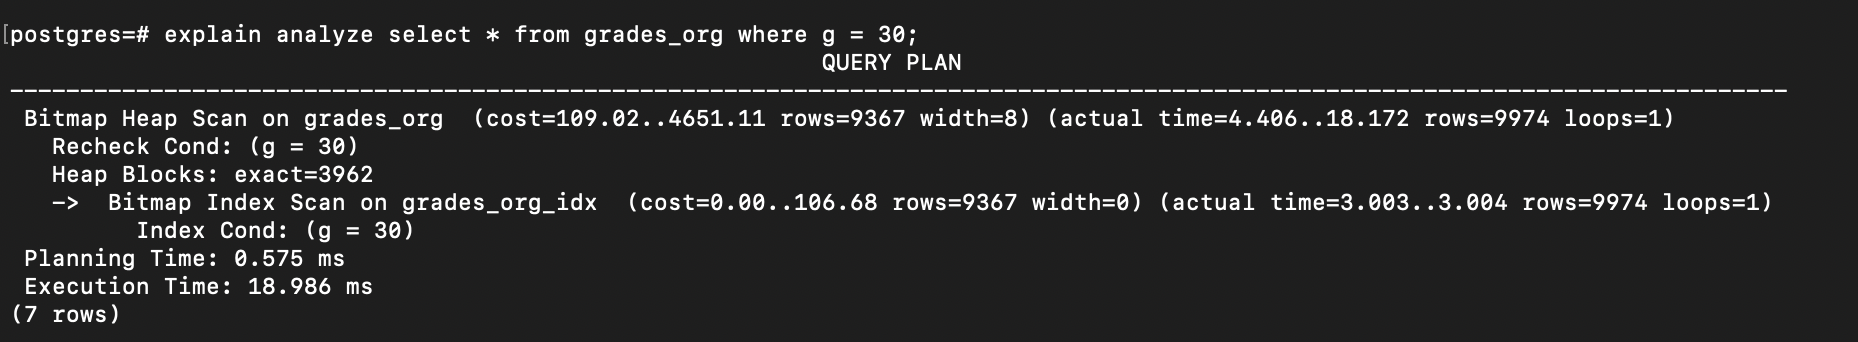 [postgres=# explain analyze select * from grades_org where g = 30;
QUERY PLAN
-------------------------------------------------------------------------------------------------------------------------------
Bitmap Heap Scan on grades_org  (cost=109.02..4651.11 rows=9367 width=8) (actual time=4.406..18.172 rows=9974 loops=1)
Recheck Cond: (g = 30)
Heap Blocks: exact=3962
->  Bitmap Index Scan on grades_org_idx  (cost=0.00..106.68 rows=9367 width=0) (actual time=3.003..3.004 rows=9974 loops=1)
Index Cond: (g = 30)
Planning Time: 0.575 ms
Execution Time: 18.986 ms
(7 rows)